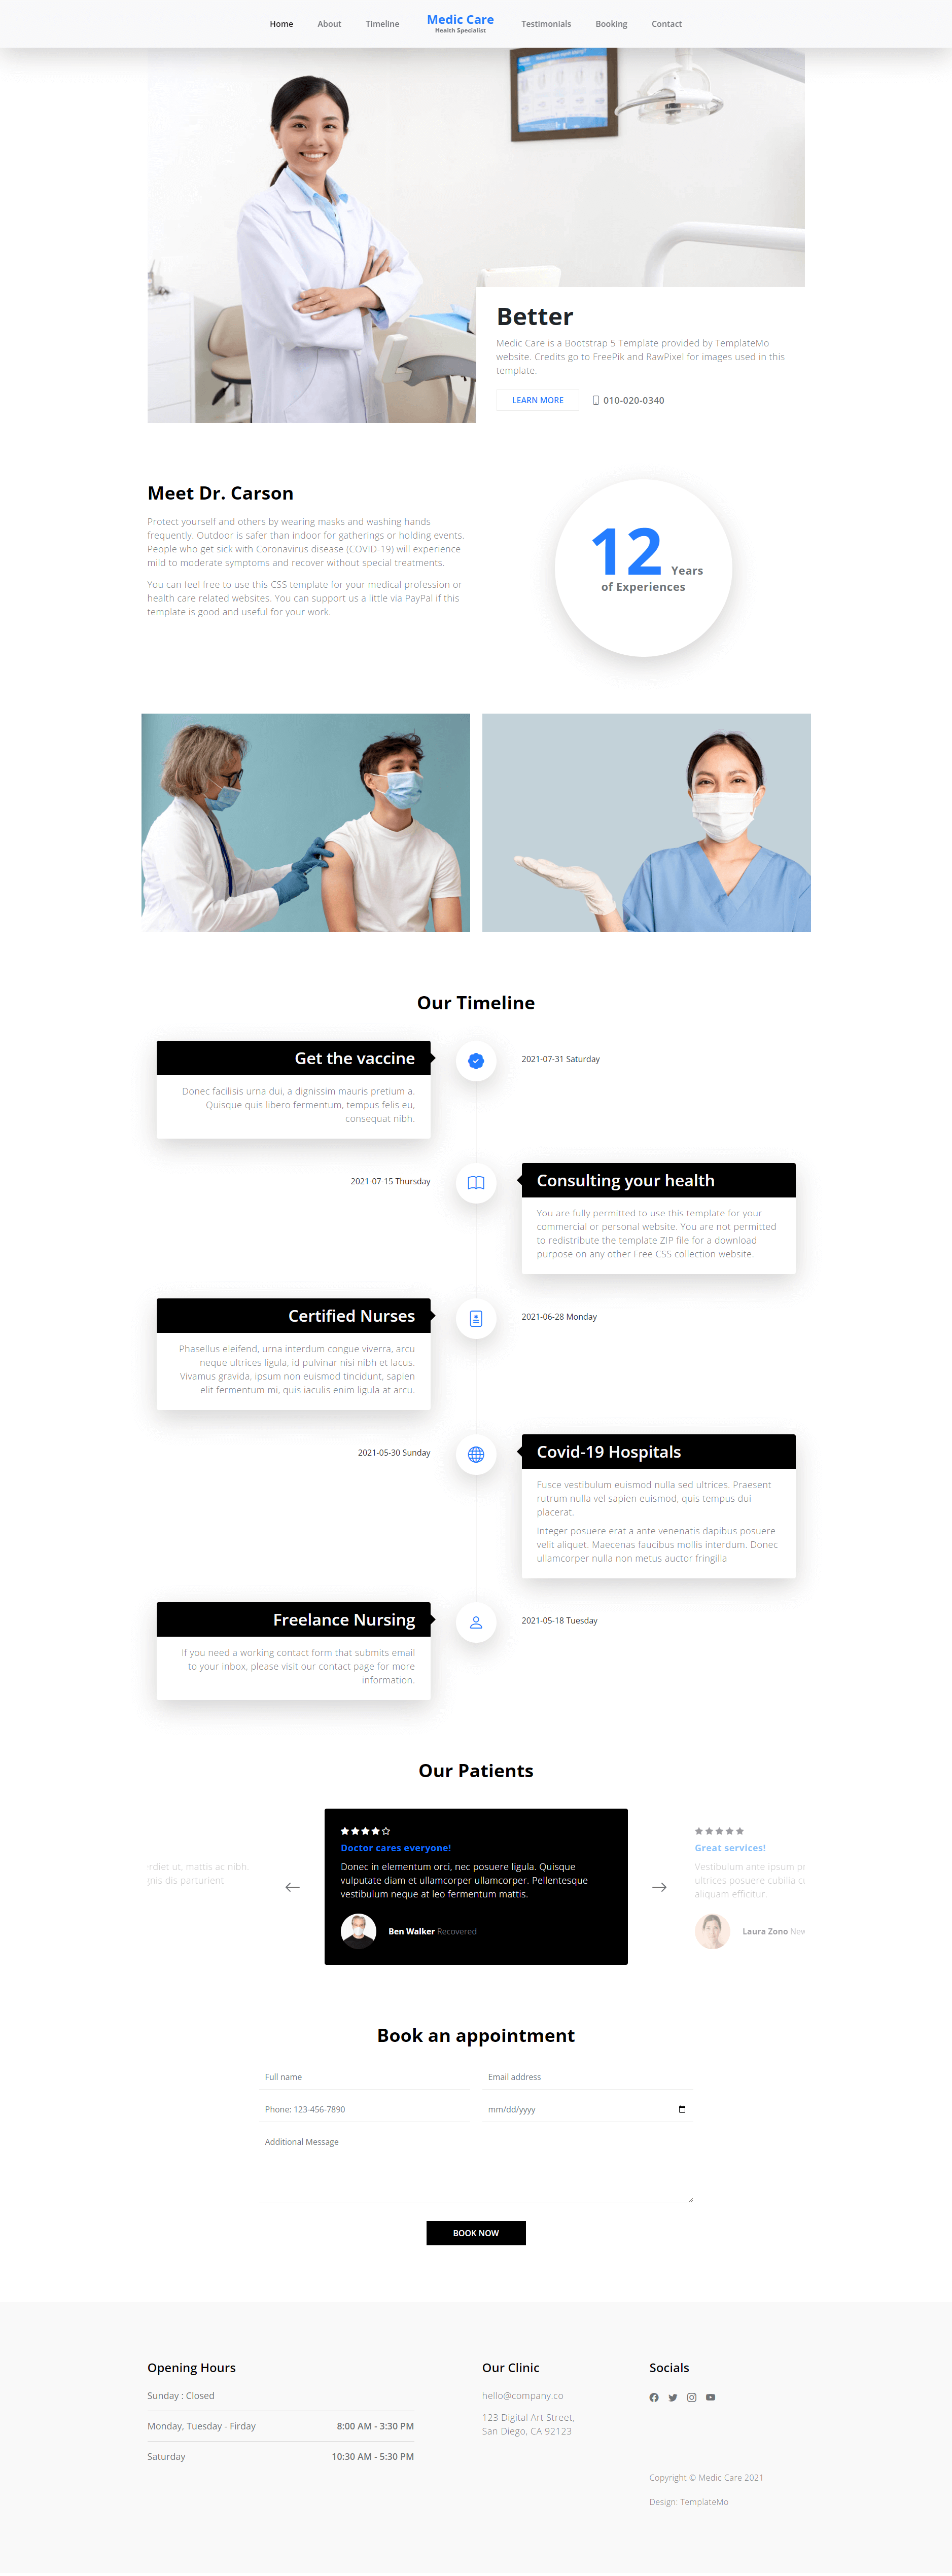 Home About Timeline Medic Care Testimonials Booking Contact
Health Specialist
Better
Medic Care is a Bootstrap 5 Template provided by TemplateMo
website. Credits go to FreePik and RawPixel for images used in this
template.
LEARN MORE 010-020-0340
Meet Dr. Carson
Protect yourself and others by wearing masks and washing hands
frequently. Outdoor is safer than indoor for gatherings or holding events.
People who get sick with Coronavirus disease (COVID-19) will experience
mild to moderate symptoms and recover without special treatments.
You can feel free to use this CSS template for your medical profession or
health care related websites. You can support us a little via PayPal if this
template is good and useful for your work.
12 Years
of Experiences
Our Timeline
Get the vaccine
2021-07-31 Saturday
Donec facilisis urna dui, a dignissim mauris pretium a.
Quisque quis libero fermentum, tempus felis eu,
consequat nibh.
2021-07-15 Thursday
Consulting your health
You are fully permitted to use this template for your
commercial or personal website. You are not permitted
to redistribute the template ZIP file for a download
purpose on any other Free CSS collection website.
Certified Nurses
2021-06-28 Monday
Phasellus eleifend, urna interdum congue viverra, arcu
neque ultrices ligula, id pulvinar nisi nibh et lacus.
Vivamus gravida, ipsum non euismod tincidunt, sapien
elit fermentum mi, quis iaculis enim ligula at arcu.
2021-05-30 Sunday
Covid-19 Hospitals
Fusce vestibulum euismod nulla sed ultrices. Praesent
rutrum nulla vel sapien euismod, quis tempus dui
placerat.
Integer posuere erat a ante venenatis dapibus posuere
velit aliquet. Maecenas faucibus mollis interdum. Donec
ullamcorper nulla non metus auctor fringilla
Freelance Nursing
2021-05-18 Tuesday
If you need a working contact form that submits email
to your inbox, please visit our contact page for more
information.
Our Patients
ut, mattis ac nibh.
dis parturient
Doctor cares everyone!
Donec in elementum orci, nec posuere ligula. Quisque
vulputate diam et ullamcorper ullamcorper. Pellentesque
vestibulum neque at leo fermentum mattis.
Ben Walker Recovered
Great services!
Vestibulum ante ipsum
ultrices posuere cubilia
aliquam efficitur.
Laura Zono New
Book an appointment
Full name
Email address
Phone: 123-456-7890
mm/dd/yyyy
Additional Message
BOOK NOW
Opening Hours
Sunday : Closed
Monday, Tuesday - Firday 8:00 AM - 3:30 PM
Saturday 10:30 AM - 5:30 PM
Our Clinic
hello@company.co
123 Digital Art Street,
San Diego, CA 92123
Socials
Copyright © Medic Care 2021
Design: TemplateMo